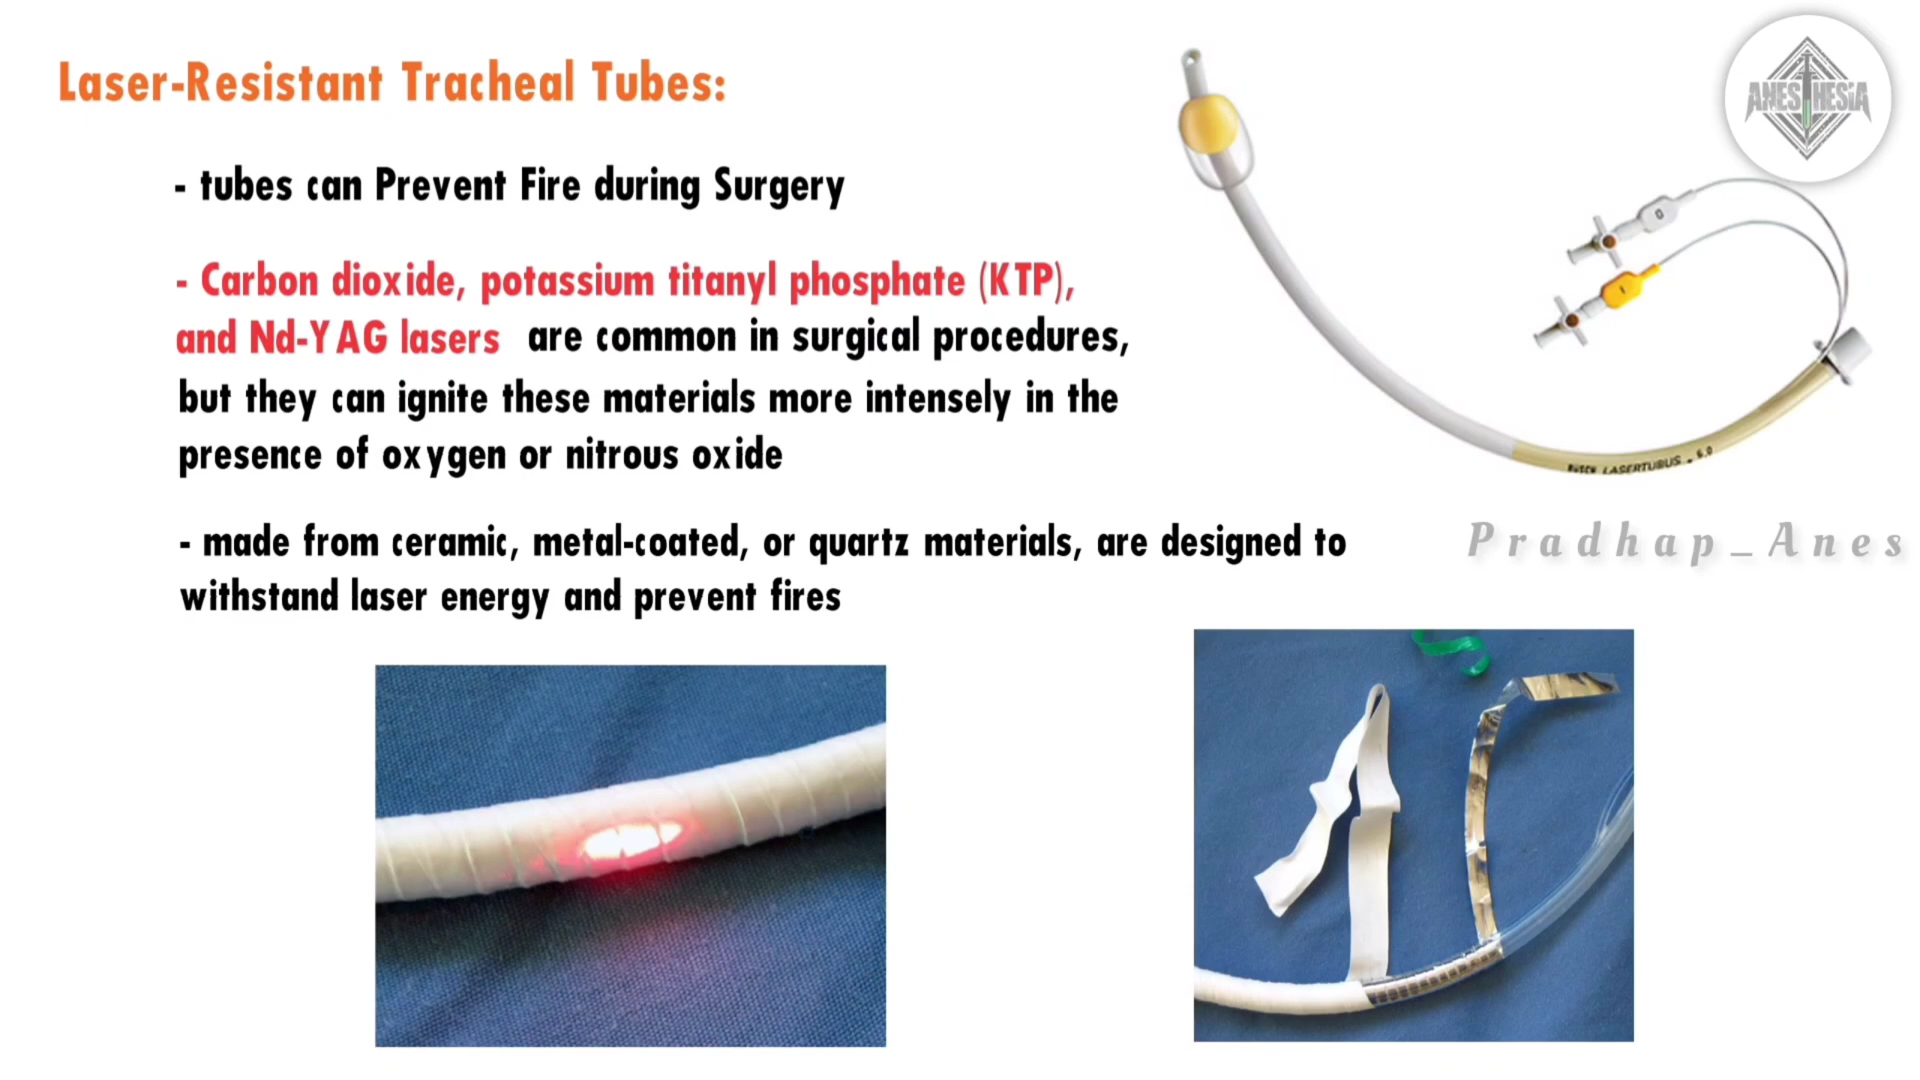 Laser-Resistant Tracheal Tubes:
ANESTHESIA
- tubes can Prevent Fire during Surgery
- Carbon dioxide, potassium titanyl phosphate (KTP),
and Nd-YAG lasers are common in surgical procedures,
but they can ignite these materials more intensely in the
presence of oxygen or nitrous oxide
RÜSCH LASERTUBUS 6.0
- made from ceramic, metal-coated, or quartz materials, are designed to
withstand laser energy and prevent fires
Pradhap_Anes